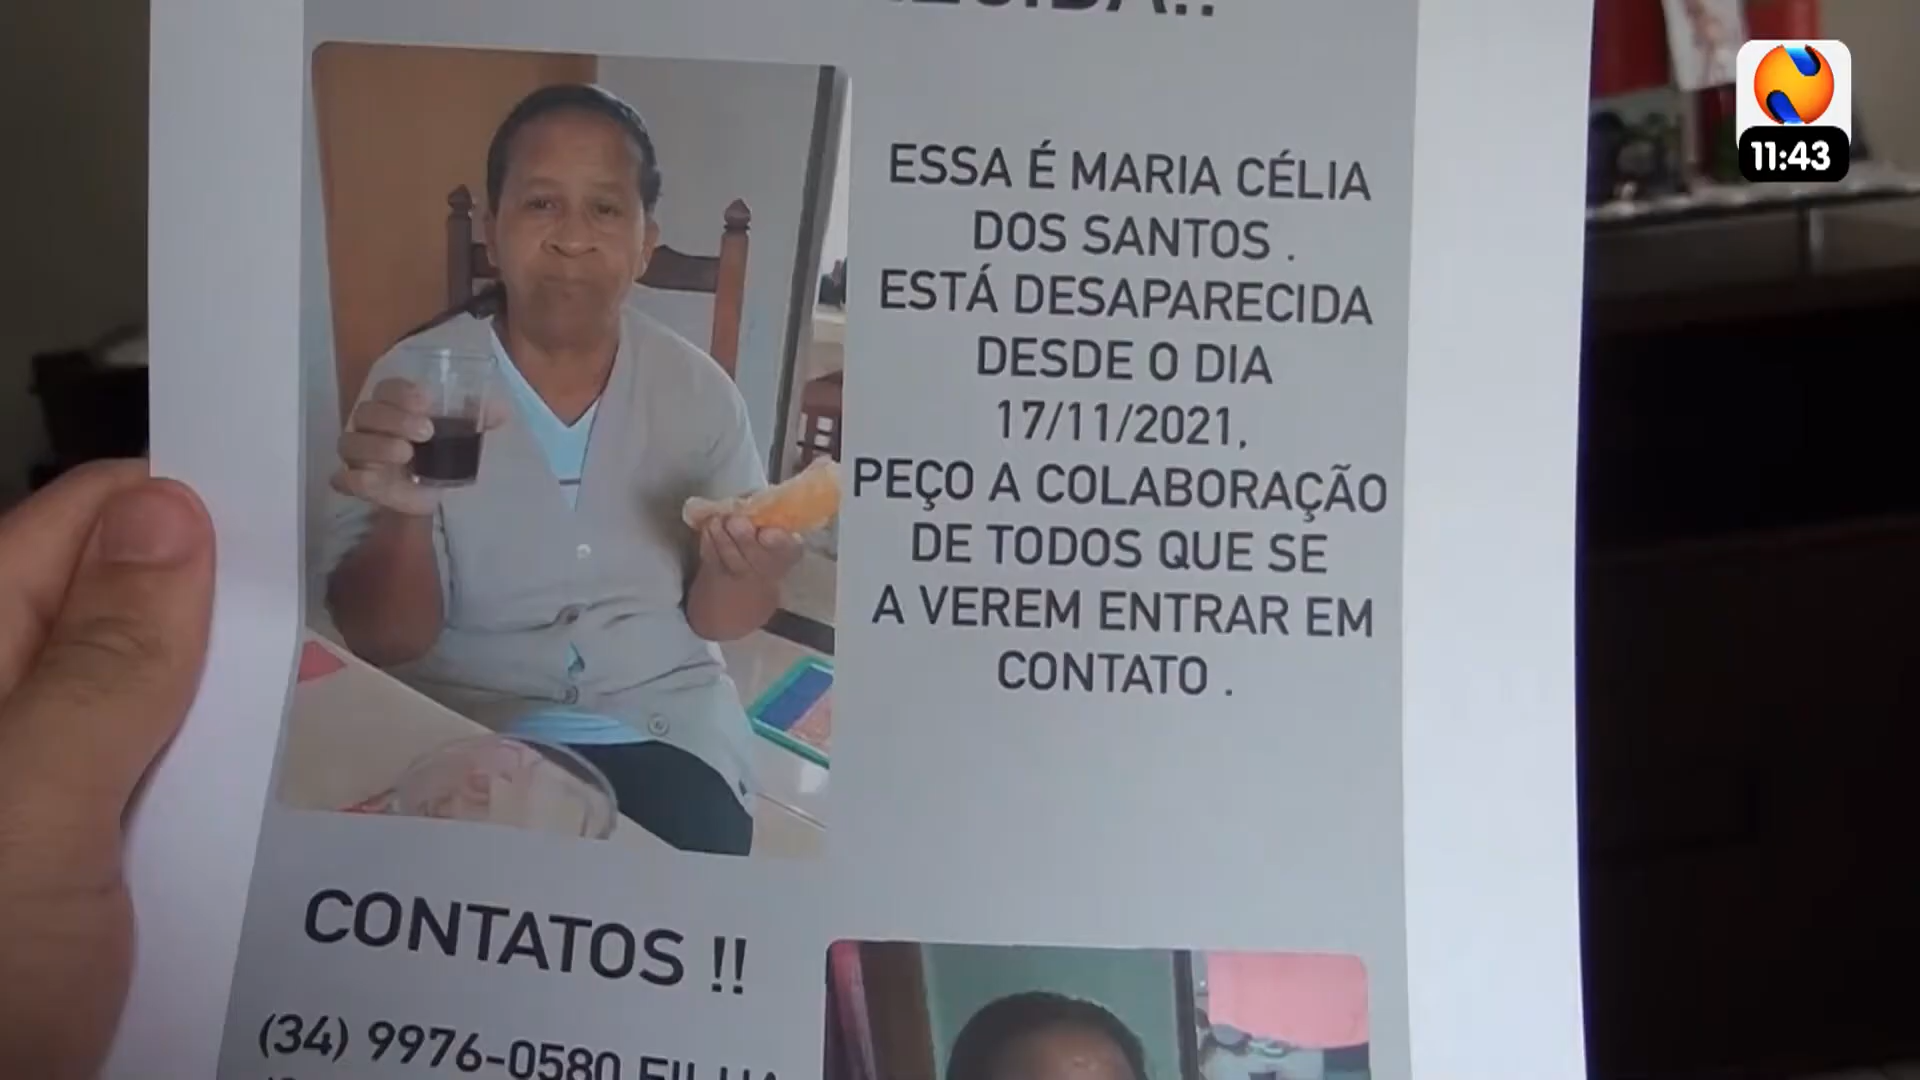 ESSA É MARIA CÉLIA
DOS SANTOS .
ESTÁ DESAPARECIDA
DESDE O DIA
17/11/2021,
PEÇO A COLABORAÇÃO
DE TODOS QUE SE
A VEREM ENTRAR EM
CONTATO .
CONTATOS !!
(34) 9976-0580
11:43